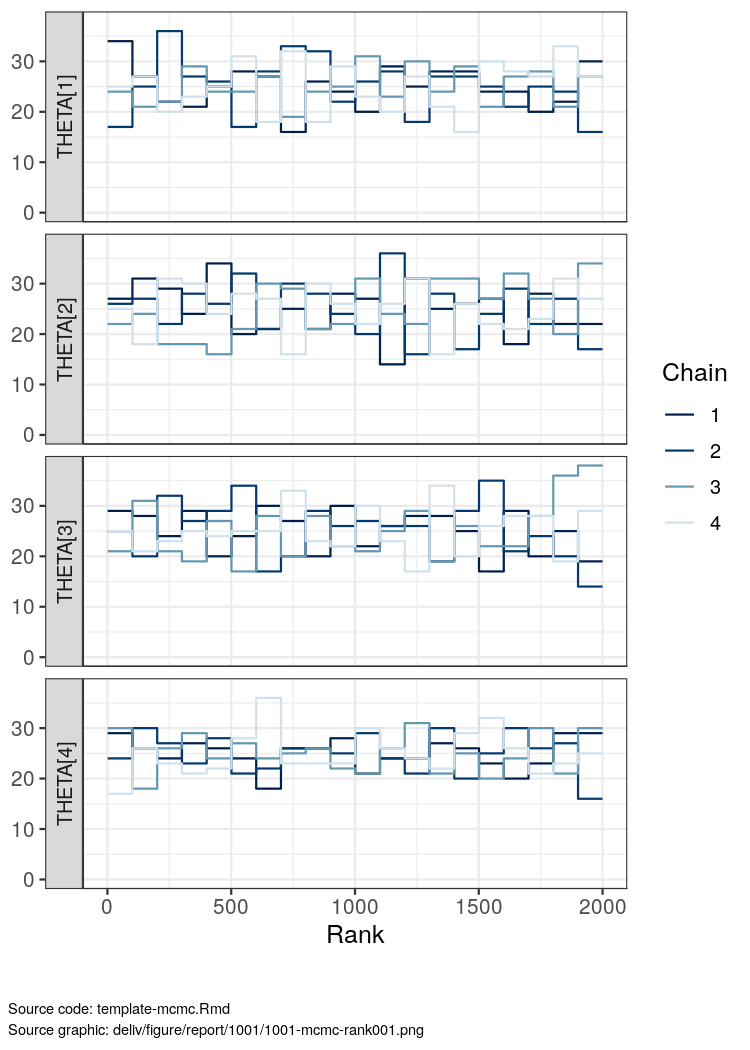 THETA[1]
30
20
10
0
THETA[2]
30
20
10
0
THETA[3]
30
20
10
0
THETA[4]
30
20
10
0
0 500 1000 1500 2000
Rank
Chain
1
2
3
4
Source code: template-mcmc.Rmd
Source graphic: deliv/figure/report/1001/1001-mcmc-rank001.png